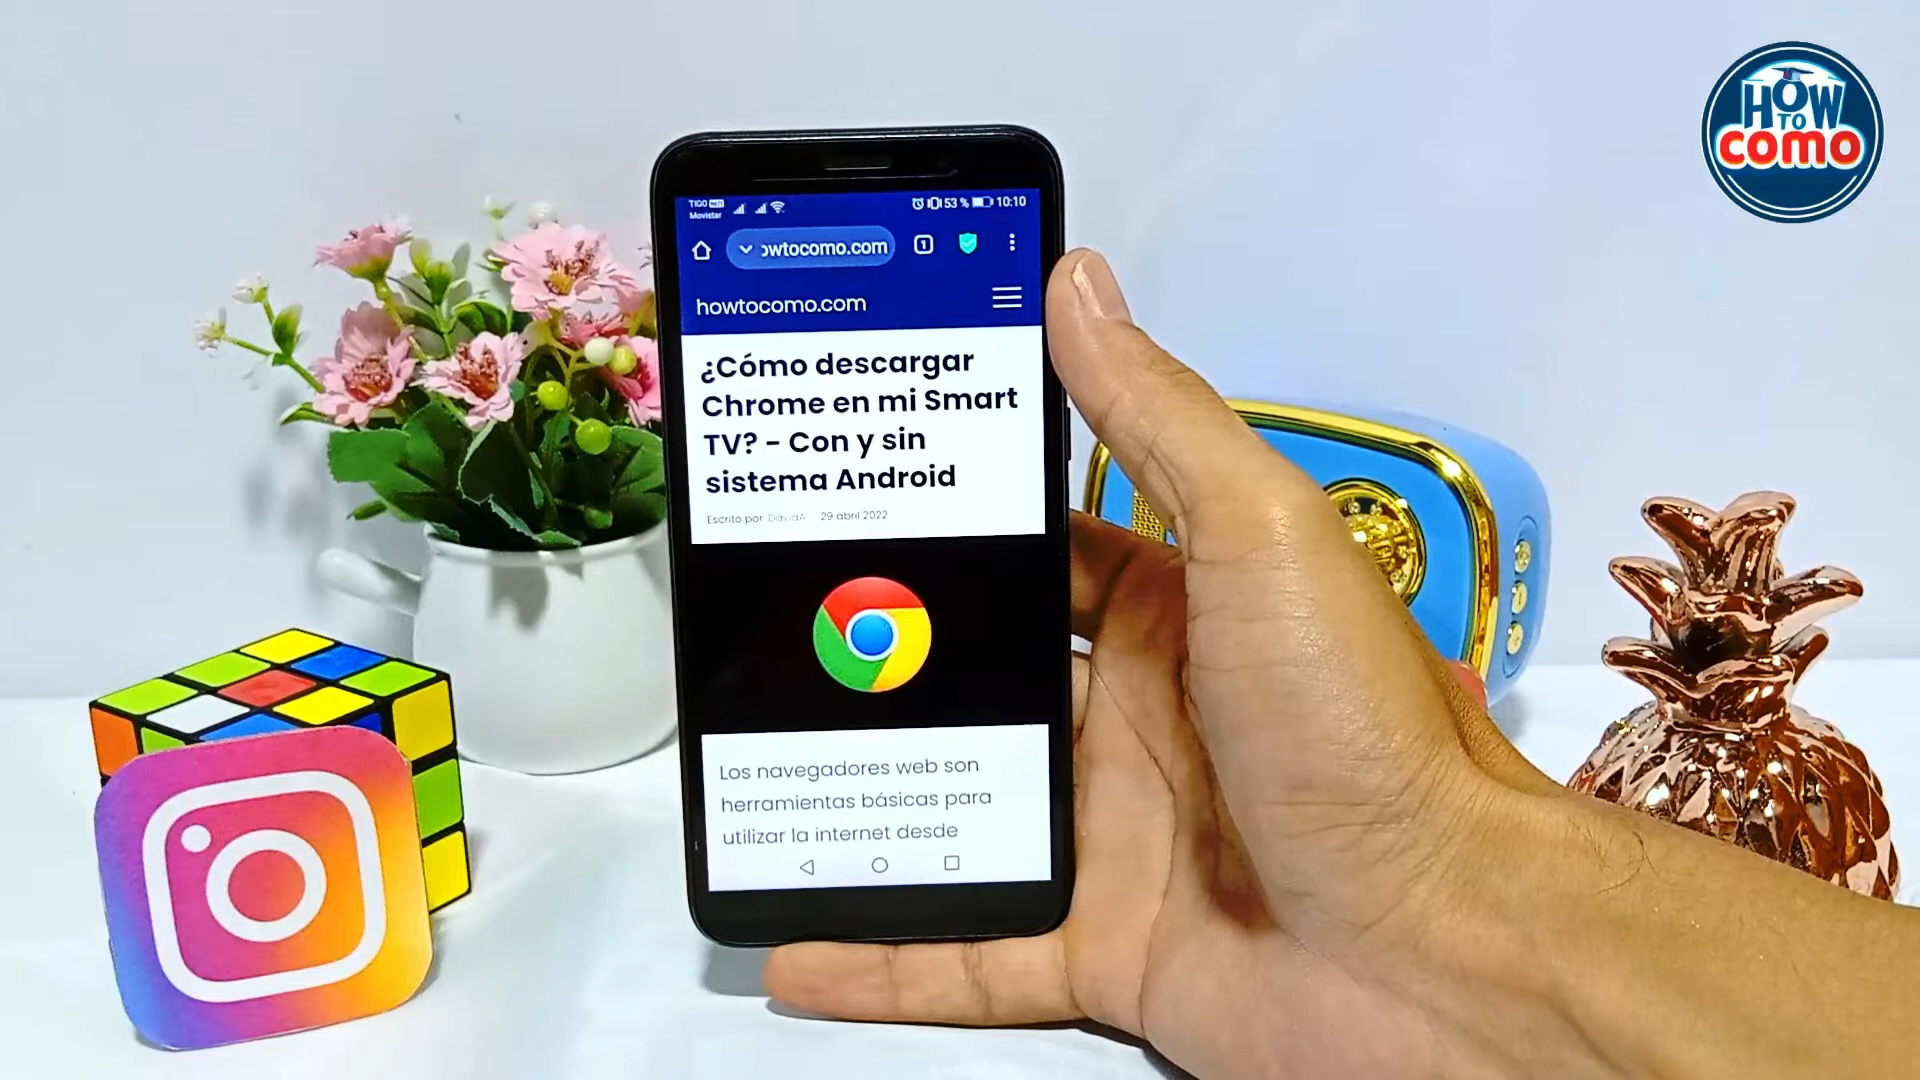 HOW
TO
como
TIGO
Movistar
53 % 10:10
owtocomo.com
1
howtocomo.com
¿Cómo descargar
Chrome en mi Smart
TV? - Con y sin
sistema Android
Escrito por DavidA 29 abril 2022
Los navegadores web son
herramientas básicas para
utilizar la internet desde